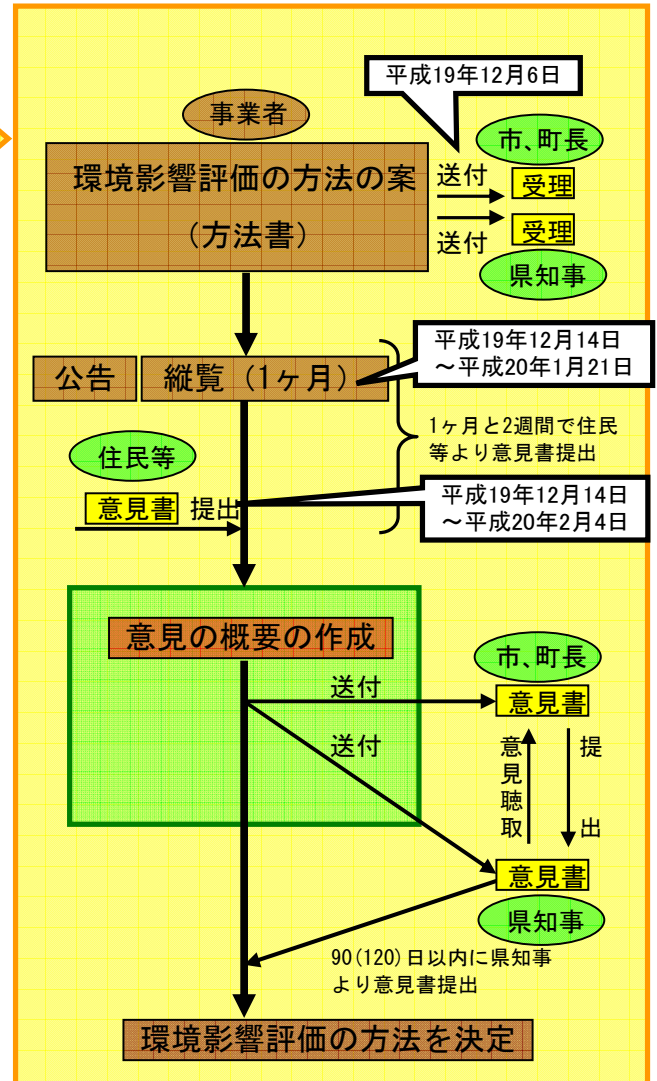 平成19年12月6日
事業者
市、町長
環境影響評価の方法の案
(方法書)
送付
受理
送付
受理
県知事
平成19年12月14日
～平成20年1月21日
公告
縦覧（1ヶ月）
1ヶ月と2週間で住民
等より意見書提出
住民等
意見書 提出
平成19年12月14日
～平成20年2月4日
意見の概要の作成
市、町長
送付
意見書
送付
意見聴取
提出
意見書
県知事
90(120)日以内に県知事
より意見書提出
環境影響評価の方法を決定